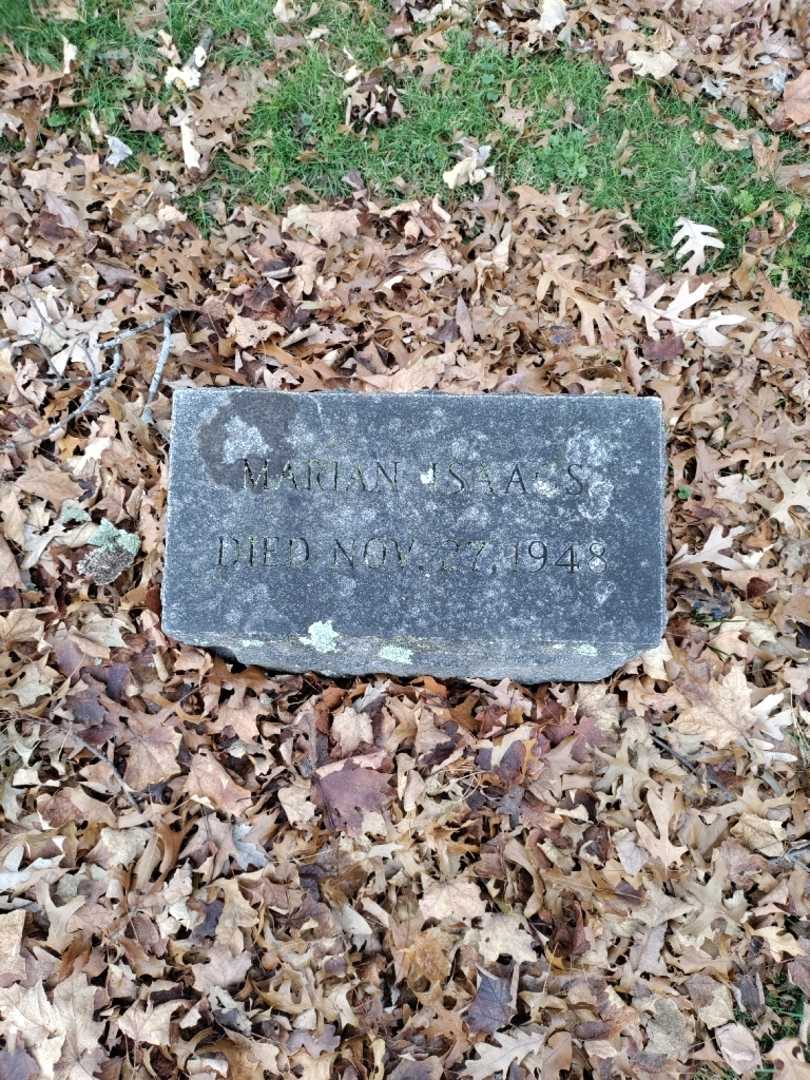 MARIAN ISAACS
DIED NOV. 27, 1948